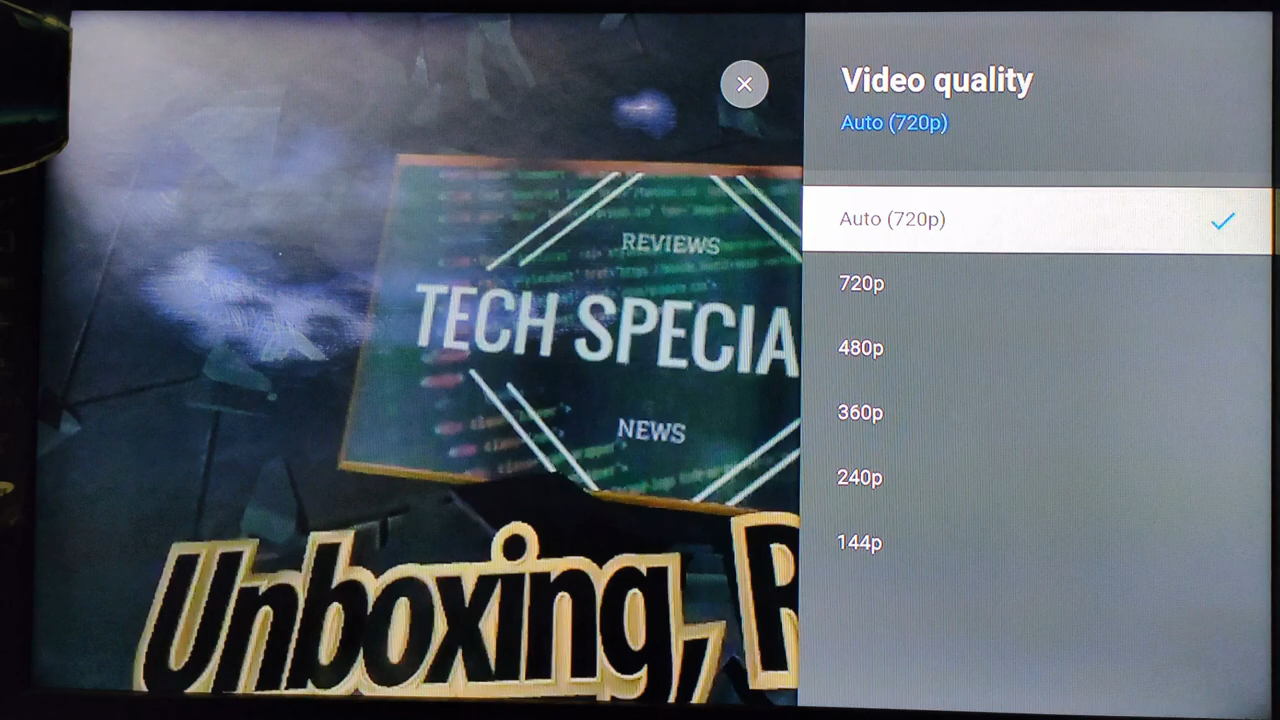 Video quality
Auto (720p)
Auto (720p)
720p
480p
360p
240p
144p
REVIEWS
TECH SPECIA
NEWS
Unboxing, R